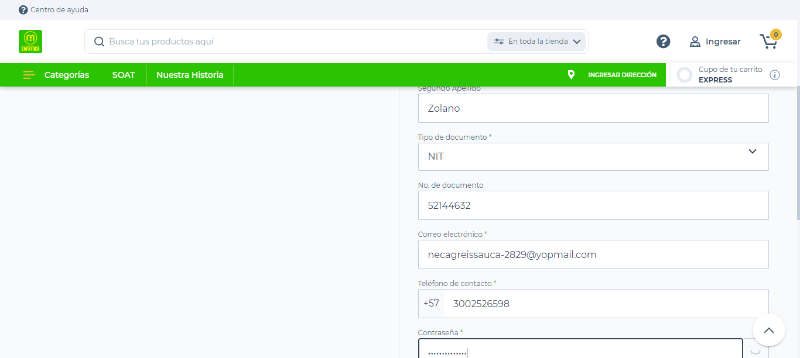 Centro de ayuda
Busca tus productos aquí
En toda la tienda
Ingresar
0
Categorías
SOAT
Nuestra Historia
INGRESAR DIRECCIÓN
Cupo de tu carrito
EXPRESS
Segundo Apellido
Zolano
Tipo de documento *
NIT
No. de documento
52144632
Correo electrónico *
necagreissauca-2829@yopmail.com
Teléfono de contacto *
+57 3002526598
Contraseña *
••••••••••••••